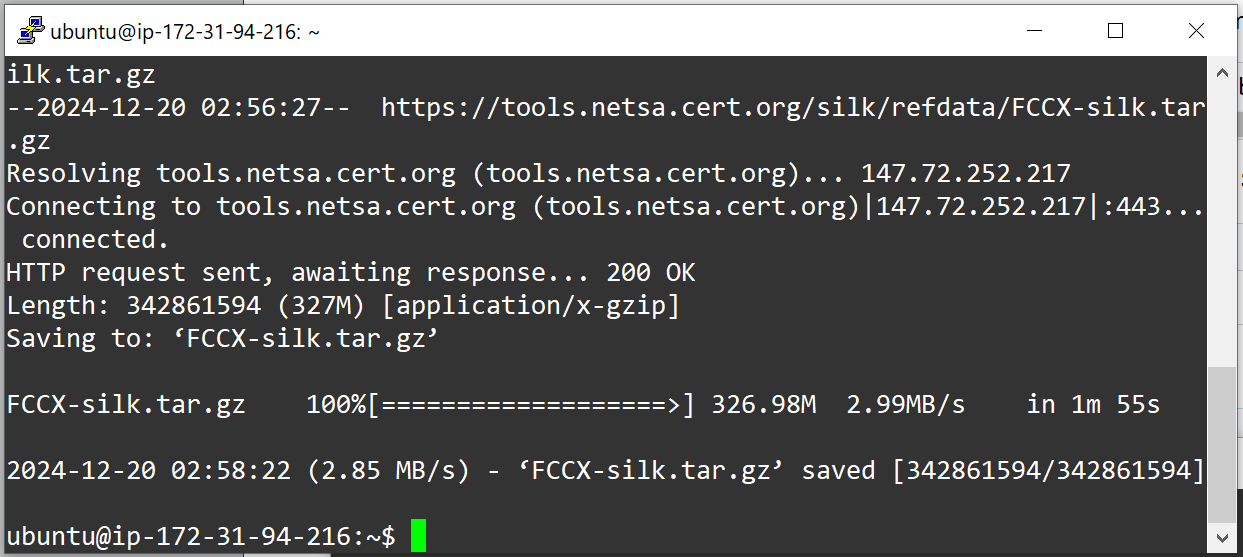 ubuntu@ip-172-31-94-216: ~
ilk.tar.gz
--2024-12-20 02:56:27--  https://tools.netsa.cert.org/silk/refdata/FCCX-silk.tar
.gz
Resolving tools.netsa.cert.org (tools.netsa.cert.org)... 147.72.252.217
Connecting to tools.netsa.cert.org (tools.netsa.cert.org)|147.72.252.217|:443...
 connected.
HTTP request sent, awaiting response... 200 OK
Length: 342861594 (327M) [application/x-gzip]
Saving to: ‘FCCX-silk.tar.gz’
FCCX-silk.tar.gz    100%[===================>] 326.98M  2.99MB/s    in 1m 55s
2024-12-20 02:58:22 (2.85 MB/s) - ‘FCCX-silk.tar.gz’ saved [342861594/342861594]
ubuntu@ip-172-31-94-216:~$